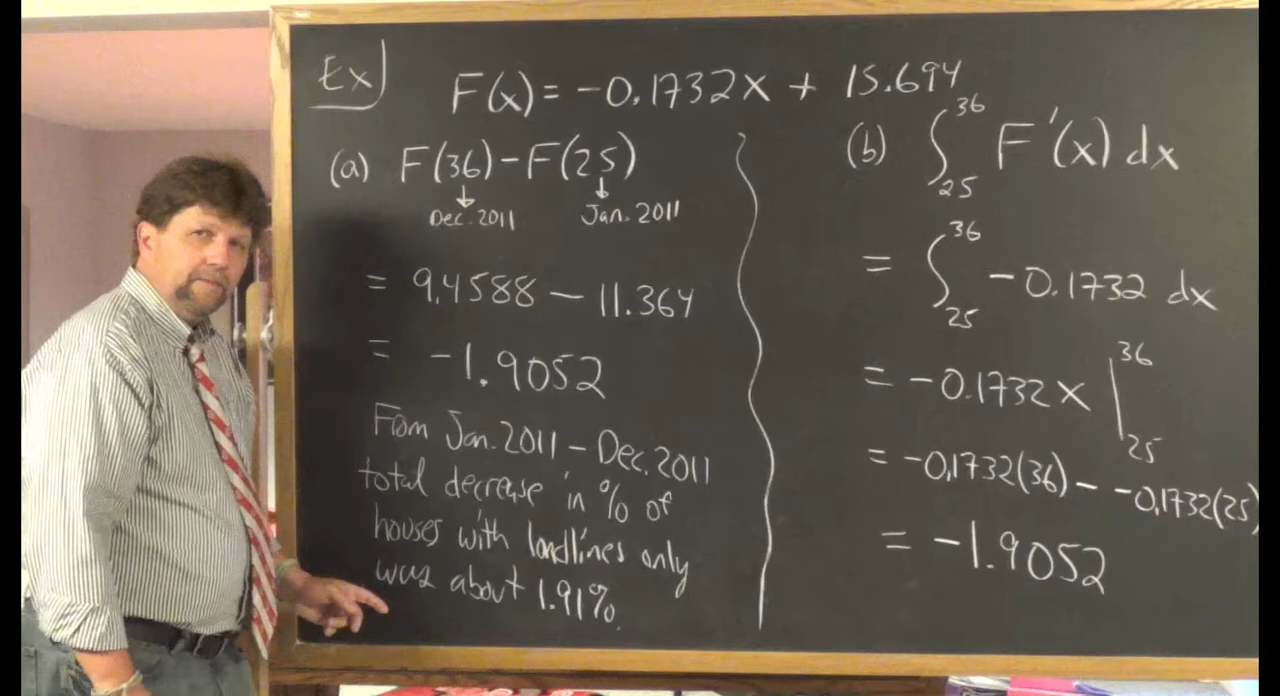 Ex
F(x) = -0.1732x + 15.694
(a) F(36) - F(25)
↓ ↓
Dec. 2011 Jan. 2011
= 9.4588 - 11.364
= -1.9052
From Jan. 2011 - Dec. 2011
total decrease in % of
houses with landlines only
was about 1.91%.
(b) ∫₂₅³⁶ F'(x) dx
= ∫₂₅³⁶ -0.1732 dx
= -0.1732x |₂₅³⁶
= -0.1732(36) - -0.1732(25)
= -1.9052